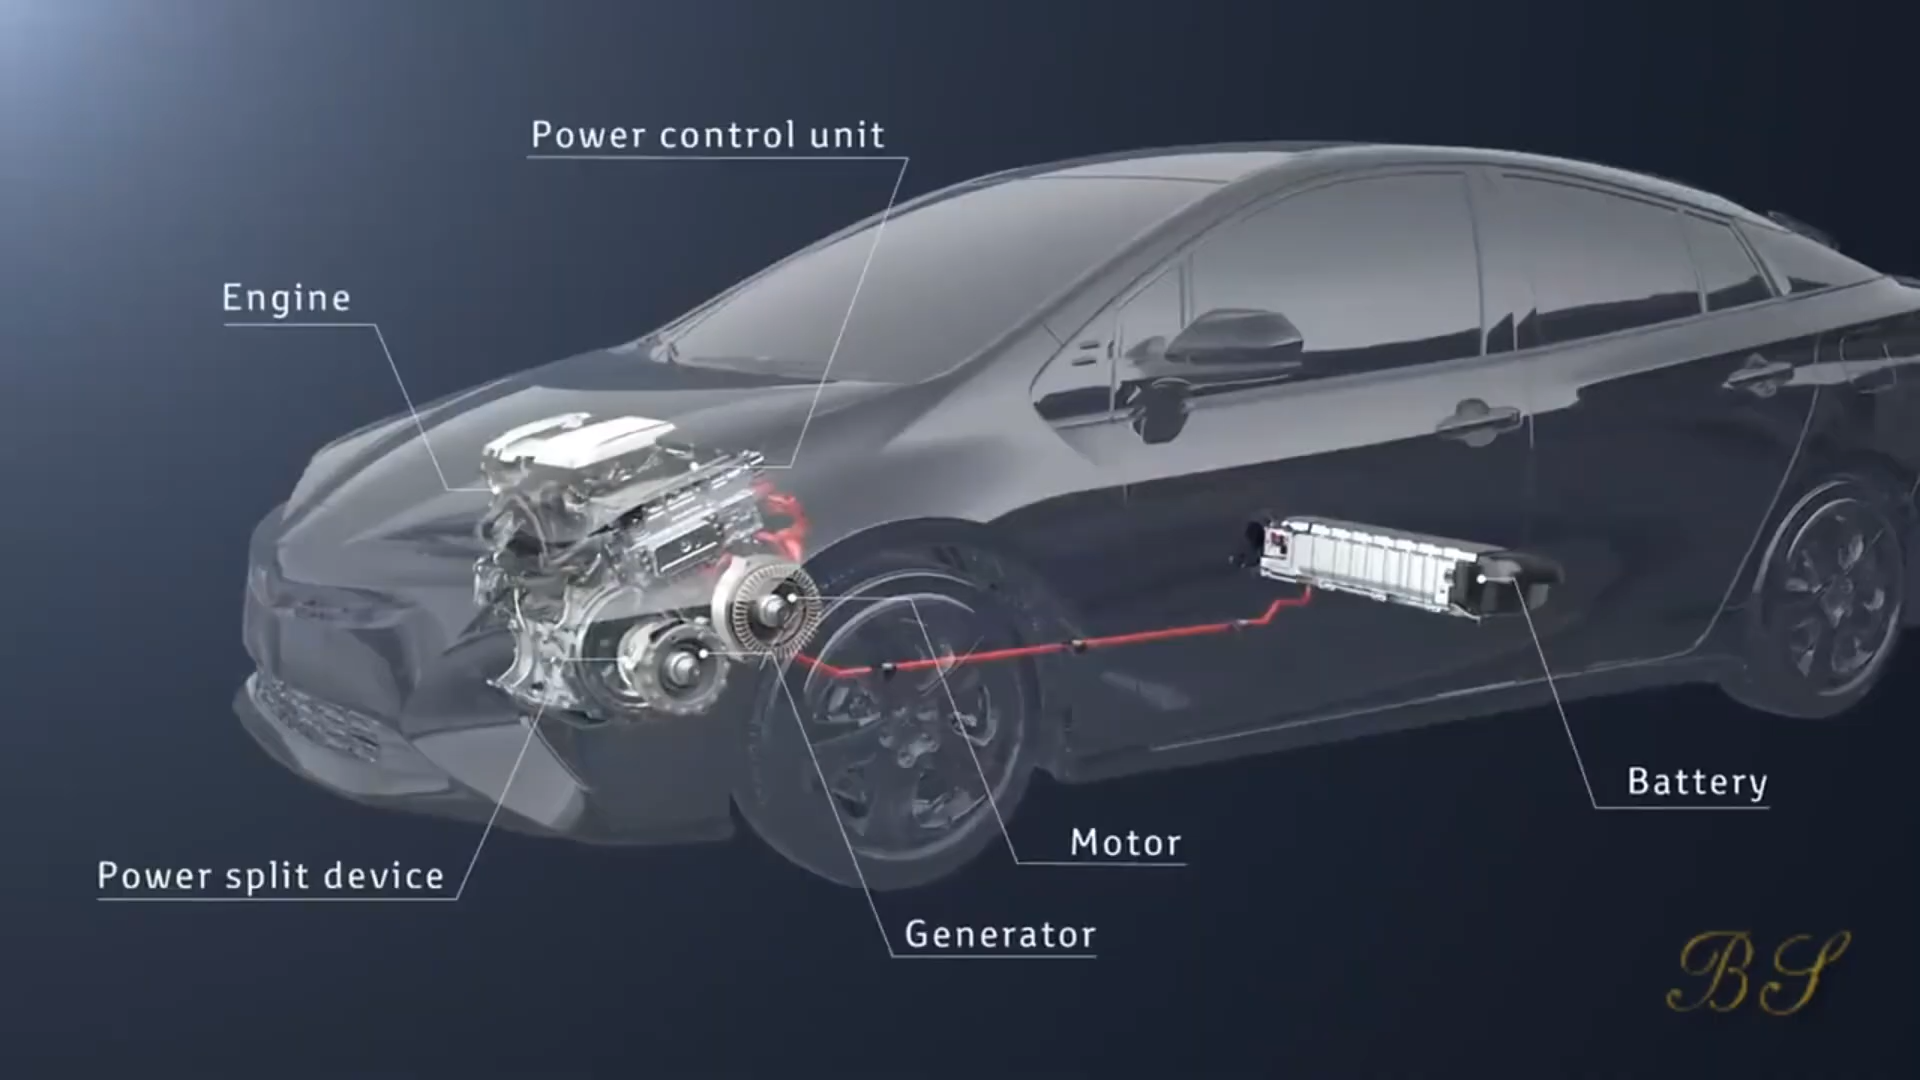 Power control unit
Engine
Battery
Motor
Power split device
Generator
BS